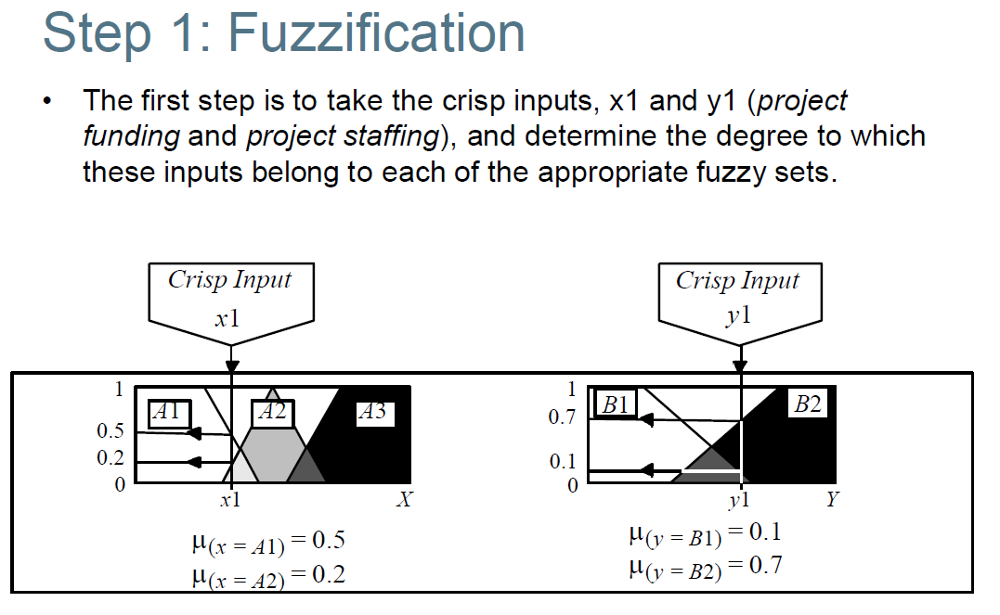 Step 1: Fuzzification
• The first step is to take the crisp inputs, x1 and y1 (project
funding and project staffing), and determine the degree to which
these inputs belong to each of the appropriate fuzzy sets.
Crisp Input
x1
1
0.5
0.2
0
A1
A2
A3
x1
X
μ(x = A1) = 0.5
μ(x = A2) = 0.2
Crisp Input
y1
1
0.7
0.1
0
B1
B2
y1
Y
μ(y = B1) = 0.1
μ(y = B2) = 0.7